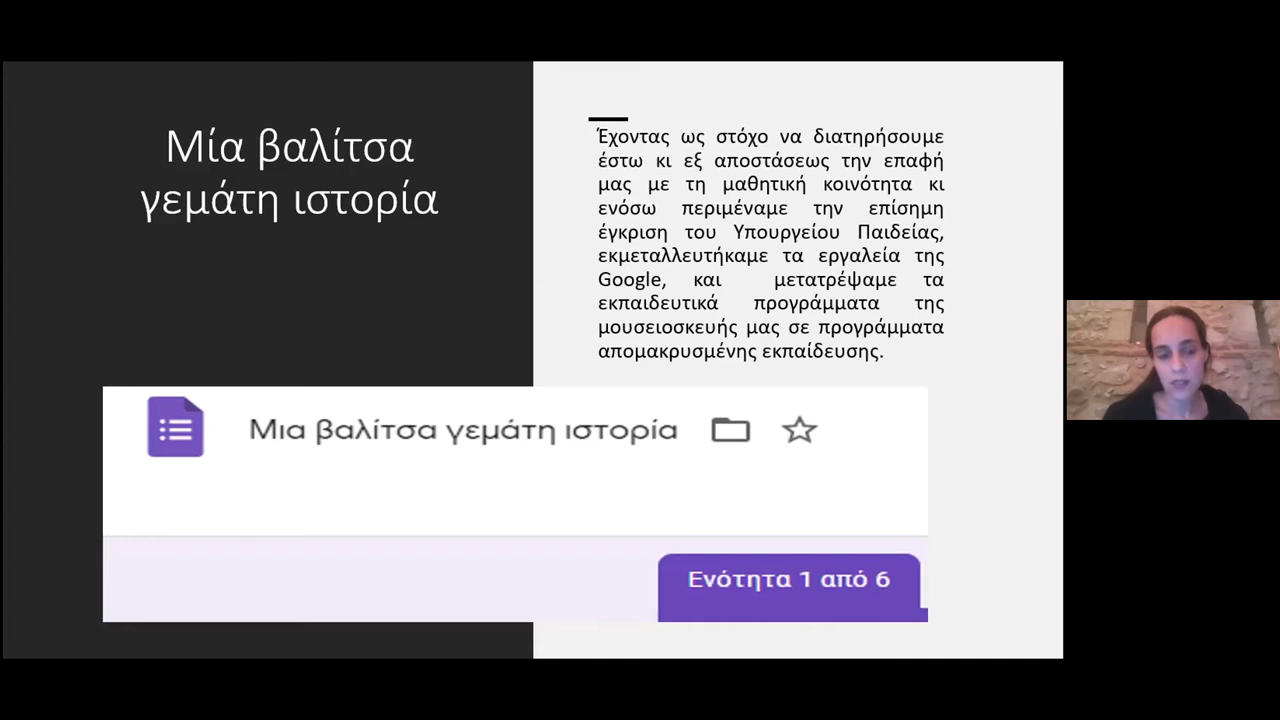 Μία βαλίτσα
γεμάτη ιστορία
Έχοντας ως στόχο να διατηρήσουμε
έστω κι εξ αποστάσεως την επαφή
μας με τη μαθητική κοινότητα κι
ενόσω περιμέναμε την επίσημη
έγκριση του Υπουργείου Παιδείας,
εκμεταλλευτήκαμε τα εργαλεία της
Google, και μετατρέψαμε τα
εκπαιδευτικά προγράμματα της
μουσειοσκευής μας σε προγράμματα
απομακρυσμένης εκπαίδευσης.
Μια βαλίτσα γεμάτη ιστορία
Ενότητα 1 από 6